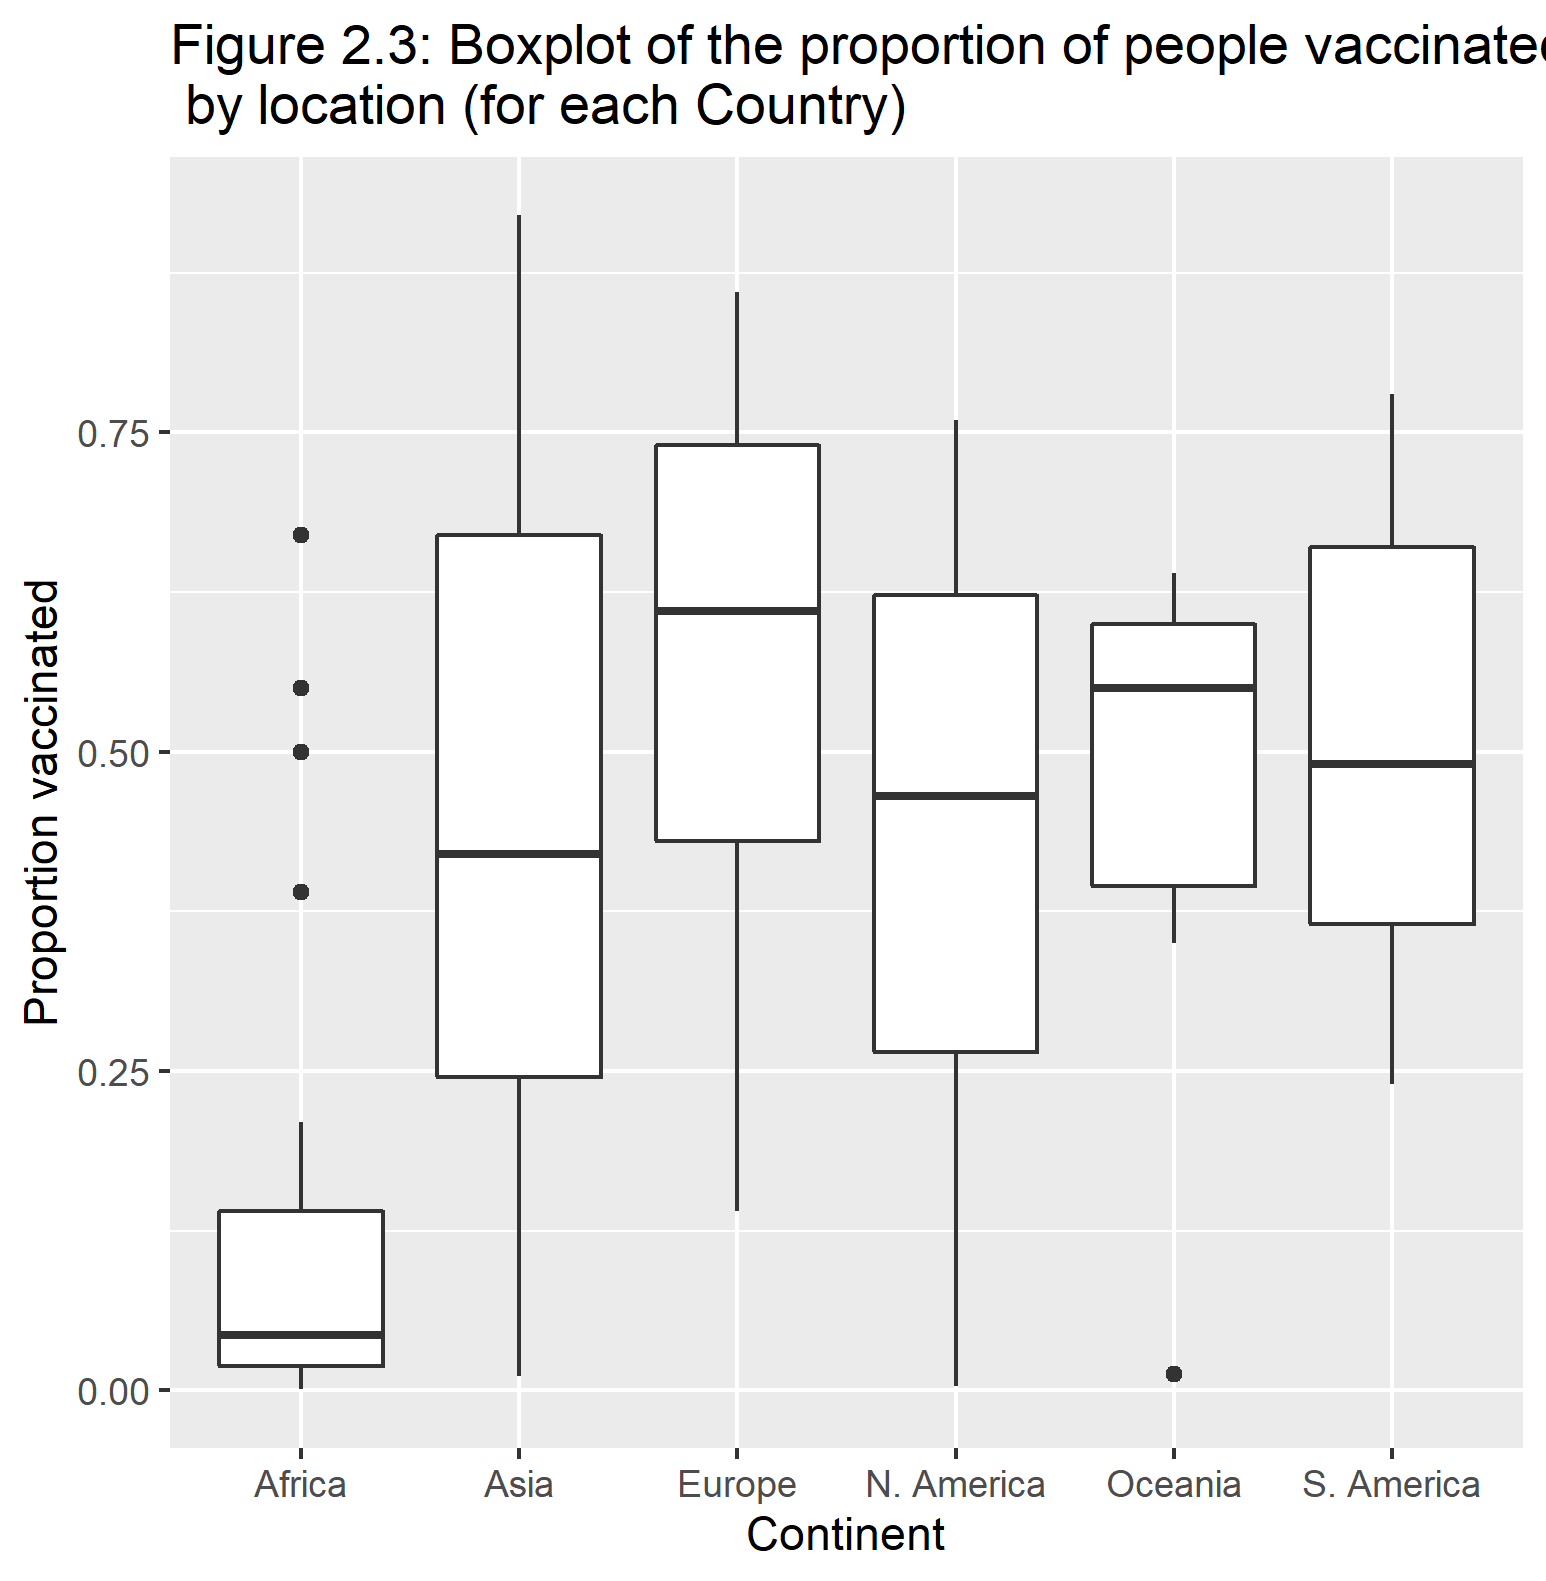 Figure 2.3: Boxplot of the proportion of people vaccinated
by location (for each Country)
Proportion vaccinated
0.75
0.50
0.25
0.00
Africa Asia Europe N. America Oceania S. America
Continent